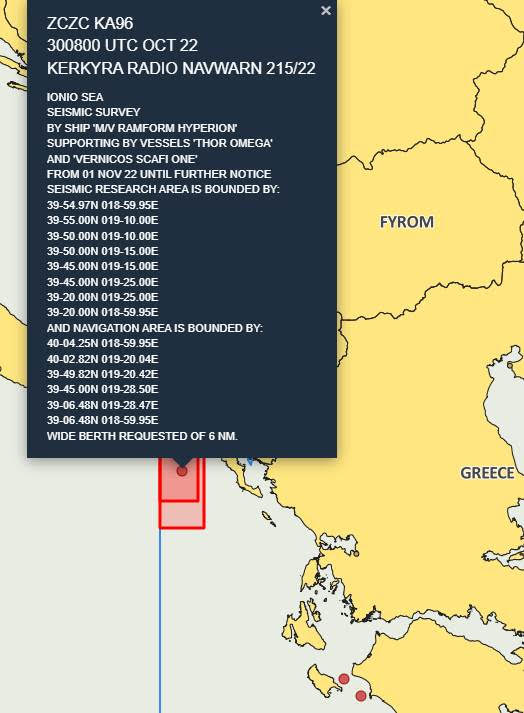 ZCZC KA96
300800 UTC OCT 22
KERKYRA RADIO NAVWARN 215/22
IONIO SEA
SEISMIC SURVEY
BY SHIP 'M/V RAMFORM HYPERION'
SUPPORTING BY VESSELS 'THOR OMEGA'
AND 'VERNICOS SCAFI ONE'
FROM 01 NOV 22 UNTIL FURTHER NOTICE
SEISMIC RESEARCH AREA IS BOUNDED BY:
39-54.97N 018-59.95E
39-55.00N 019-10.00E
39-50.00N 019-10.00E
39-50.00N 019-15.00E
39-45.00N 019-15.00E
39-45.00N 019-25.00E
39-20.00N 019-25.00E
39-20.00N 018-59.95E
AND NAVIGATION AREA IS BOUNDED BY:
40-04.25N 018-59.95E
40-02.82N 019-20.04E
39-49.82N 019-20.42E
39-45.00N 019-28.50E
39-06.48N 019-28.47E
39-06.48N 018-59.95E
WIDE BERTH REQUESTED OF 6 NM.
FYROM
GREECE